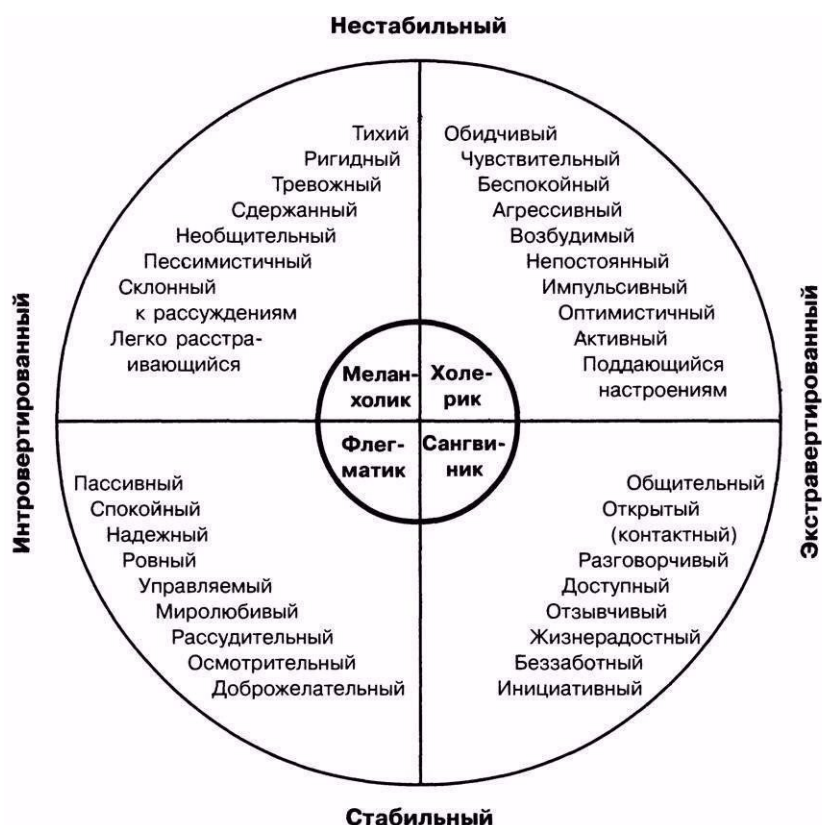 Нестабильный
Тихий
Ригидный
Тревожный
Сдержанный
Необщительный
Пессимистичный
Склонный
к рассуждениям
Легко расстра-
ивающийся
Обидчивый
Чувствительный
Беспокойный
Агрессивный
Возбудимый
Непостоянный
Импульсивный
Оптимистичный
Активный
Поддающийся
настроениям
Интровертированный
Мелан-
холик
Холе-
рик
Флег-
матик
Сангви-
ник
Экстравертированный
Пассивный
Спокойный
Надежный
Ровный
Управляемый
Миролюбивый
Рассудительный
Осмотрительный
Доброжелательный
Общительный
Открытый
(контактный)
Разговорчивый
Доступный
Отзывчивый
Жизнерадостный
Беззаботный
Инициативный
Стабильный